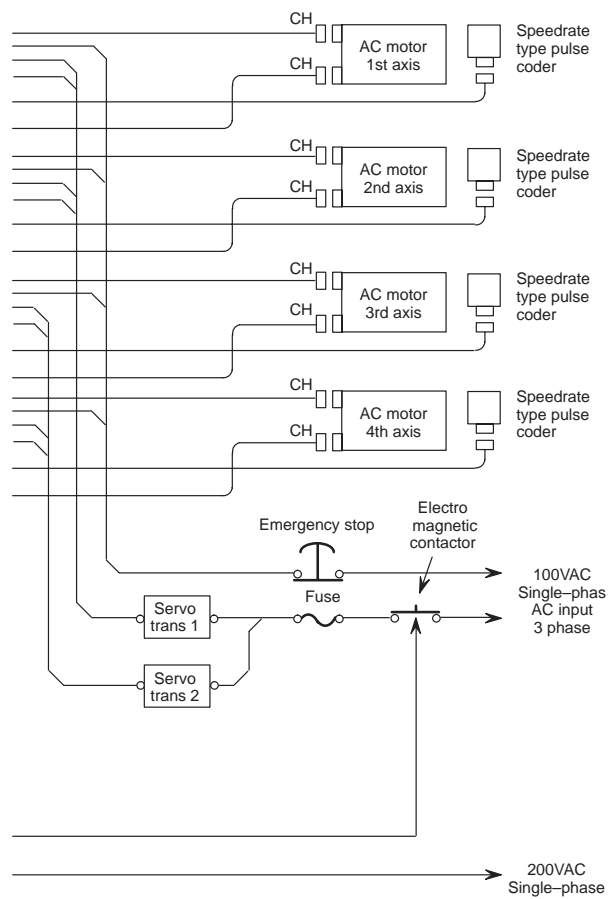 CH
AC motor
1st axis
CH
Speedrate
type pulse
coder
CH
AC motor
2nd axis
CH
Speedrate
type pulse
coder
CH
AC motor
3rd axis
CH
Speedrate
type pulse
coder
CH
AC motor
4th axis
CH
Speedrate
type pulse
coder
Electro
magnetic
contactor
Emergency stop
100VAC
Single–phas
AC input
3 phase
Fuse
Servo
trans 1
Servo
trans 2
200VAC
Single–phase